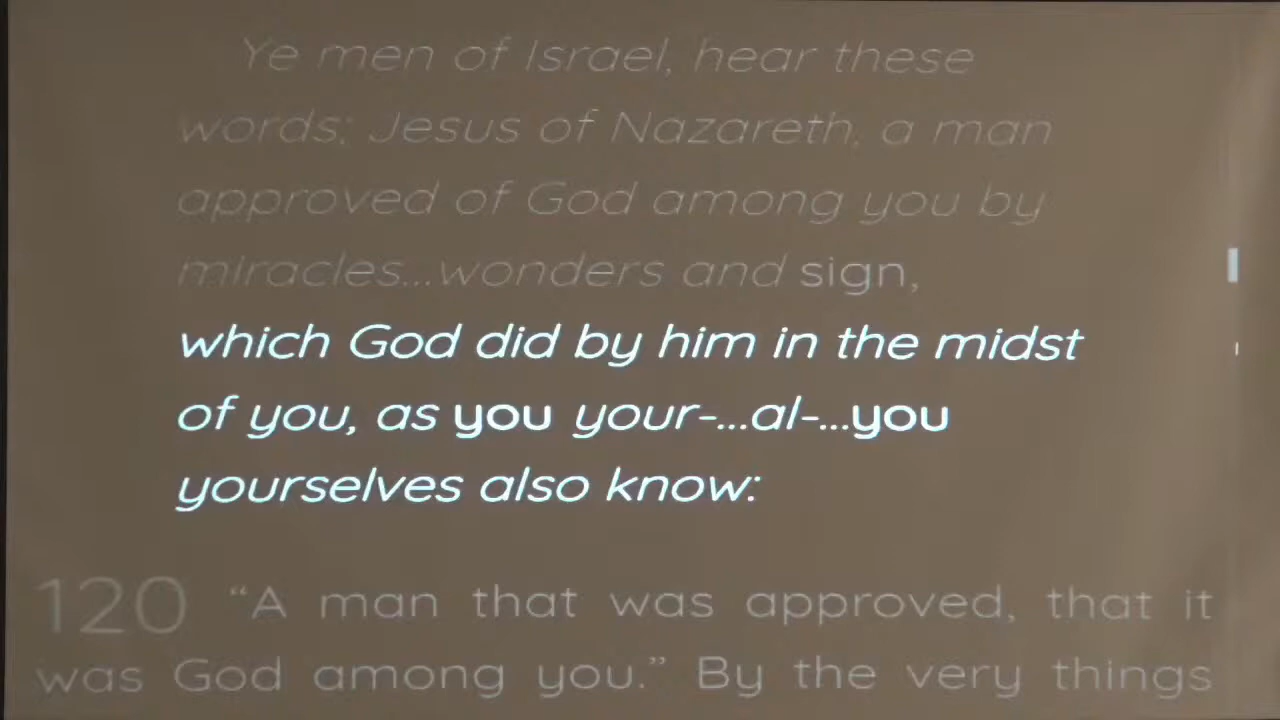 Ye men of Israel, hear these
words; Jesus of Nazareth, a man
approved of God among you by
miracles...wonders and sign,
which God did by him in the midst
of you, as you your-...al-...you
yourselves also know:
120 “A man that was approved, that it
was God among you.” By the very things